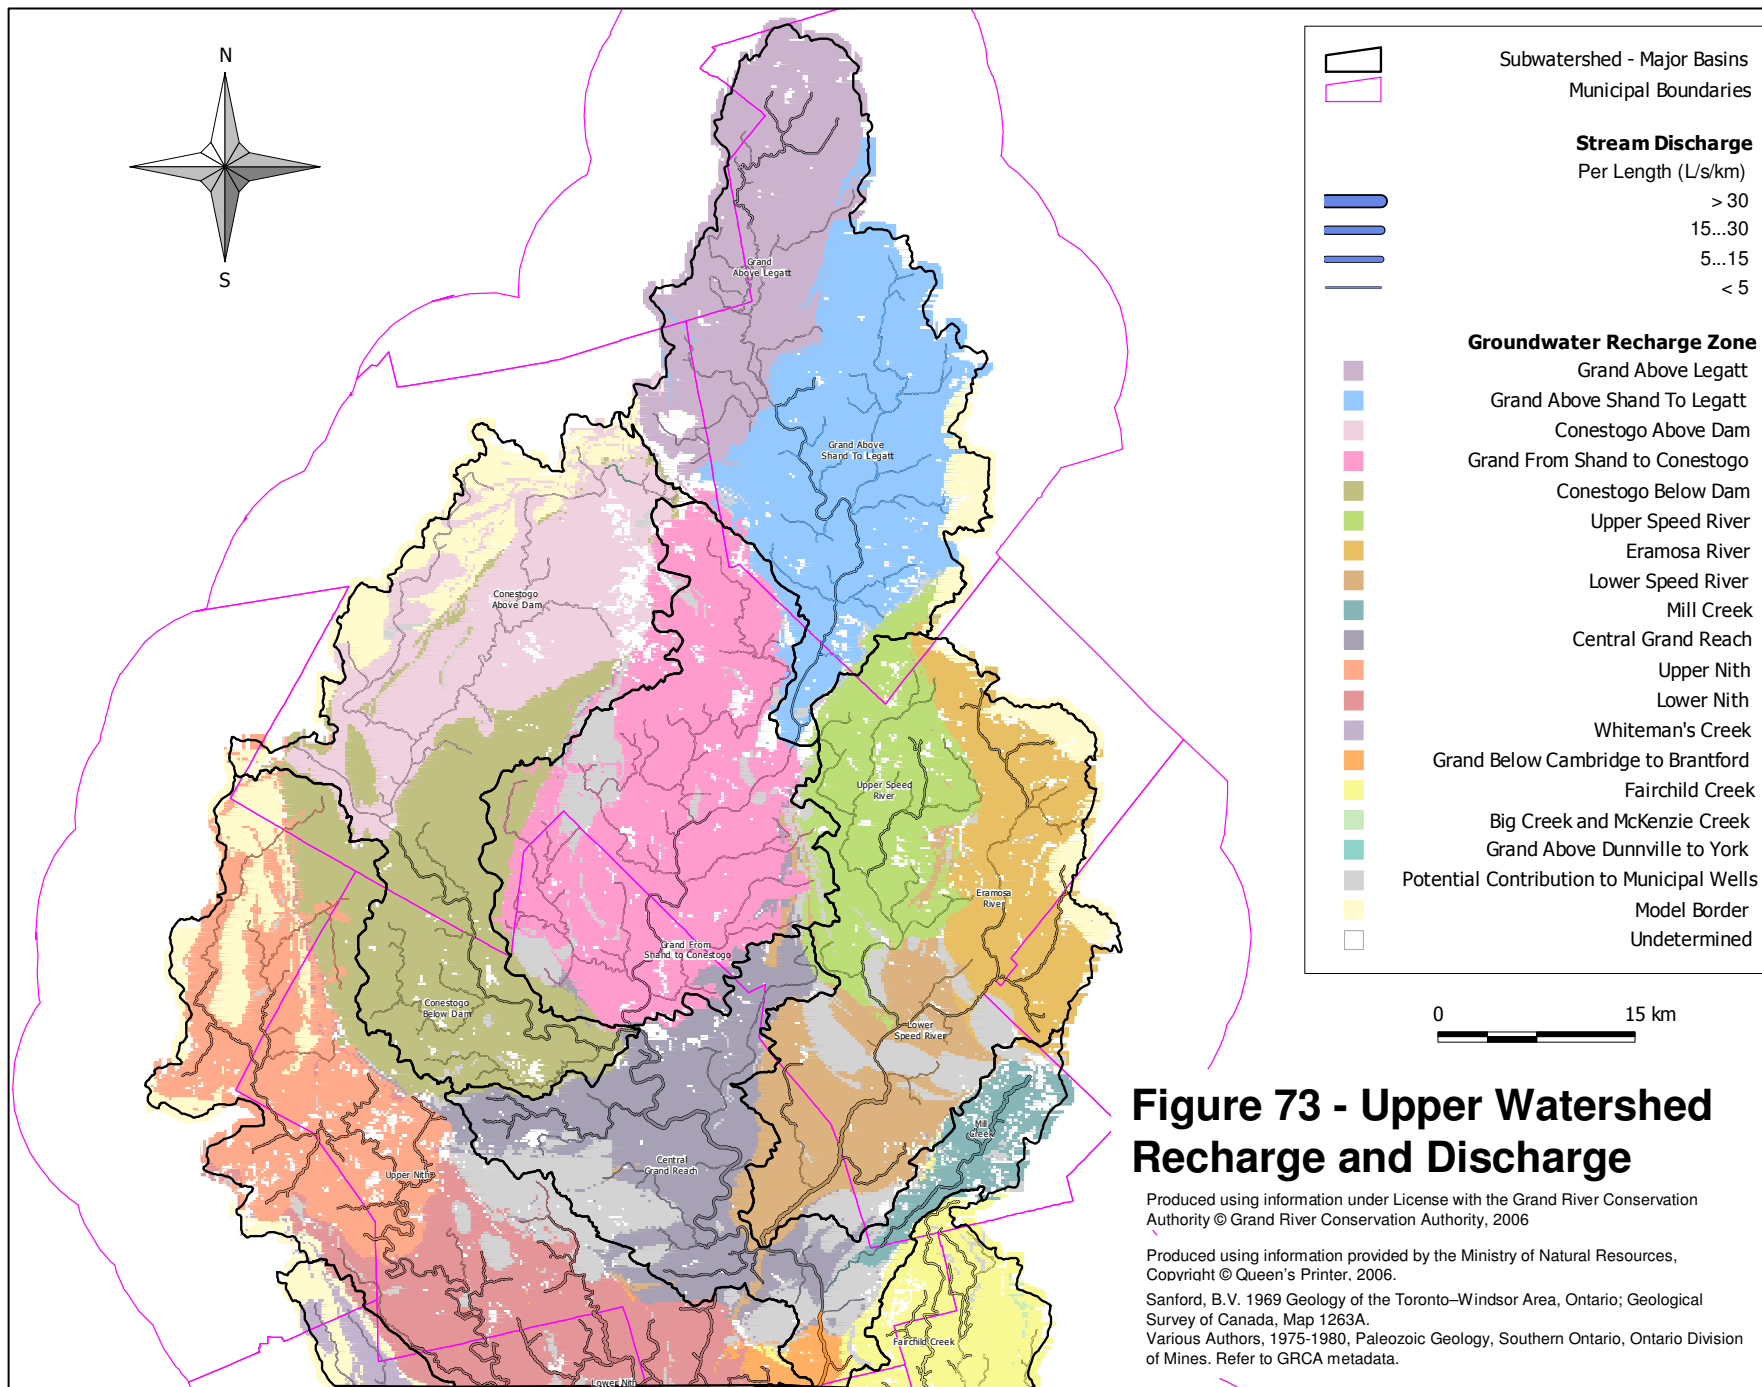 N
S
Grand
Above Legatt
Grand Above
Shand To Legatt
Conestogo
Above Dam
Upper Speed
River
Eramosa
River
Grand From
Shand to Conestogo
Conestogo
Below Dam
Lower
Speed River
Mill
Creek
Central
Grand Reach
Upper Nith
Fairchild Creek
Lower Nith
Subwatershed - Major Basins
Municipal Boundaries
Stream Discharge
Per Length (L/s/km)
> 30
15...30
5...15
< 5
Groundwater Recharge Zone
Grand Above Legatt
Grand Above Shand To Legatt
Conestogo Above Dam
Grand From Shand to Conestogo
Conestogo Below Dam
Upper Speed River
Eramosa River
Lower Speed River
Mill Creek
Central Grand Reach
Upper Nith
Lower Nith
Whiteman's Creek
Grand Below Cambridge to Brantford
Fairchild Creek
Big Creek and McKenzie Creek
Grand Above Dunnville to York
Potential Contribution to Municipal Wells
Model Border
Undetermined
0 15 km
Figure 73 - Upper Watershed
Recharge and Discharge
Produced using information under License with the Grand River Conservation
Authority © Grand River Conservation Authority, 2006
Produced using information provided by the Ministry of Natural Resources,
Copyright © Queen's Printer, 2006.
Sanford, B.V. 1969 Geology of the Toronto–Windsor Area, Ontario; Geological
Survey of Canada, Map 1263A.
Various Authors, 1975-1980, Paleozoic Geology, Southern Ontario, Ontario Division
of Mines. Refer to GRCA metadata.